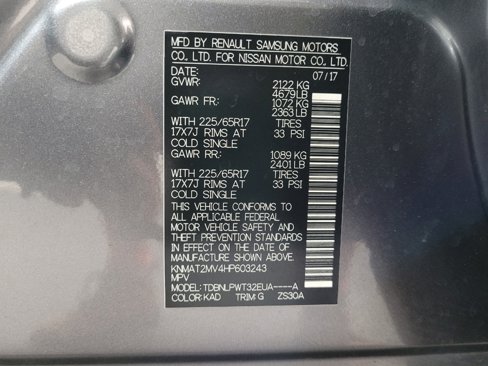 MFD BY RENAULT SAMSUNG MOTORS
CO. LTD. FOR NISSAN MOTOR CO. LTD.
DATE: 07/17
GVWR: 2122 KG
4679LB
GAWR FR: 1072 KG
2363LB
WITH 225/65R17 TIRES
17X7J RIMS AT 33 PSI
COLD SINGLE
GAWR RR: 1089 KG
2401LB
WITH 225/65R17 TIRES
17X7J RIMS AT 33 PSI
COLD SINGLE
THIS VEHICLE CONFORMS TO
ALL APPLICABLE FEDERAL
MOTOR VEHICLE SAFETY AND
THEFT PREVENTION STANDARDS
IN EFFECT ON THE DATE OF
MANUFACTURE SHOWN ABOVE.
KNMAT2MV4HP603243
MPV
MODEL: TDBNLPWT32EUA----A
COLOR: KAD TRIM: G ZS30A